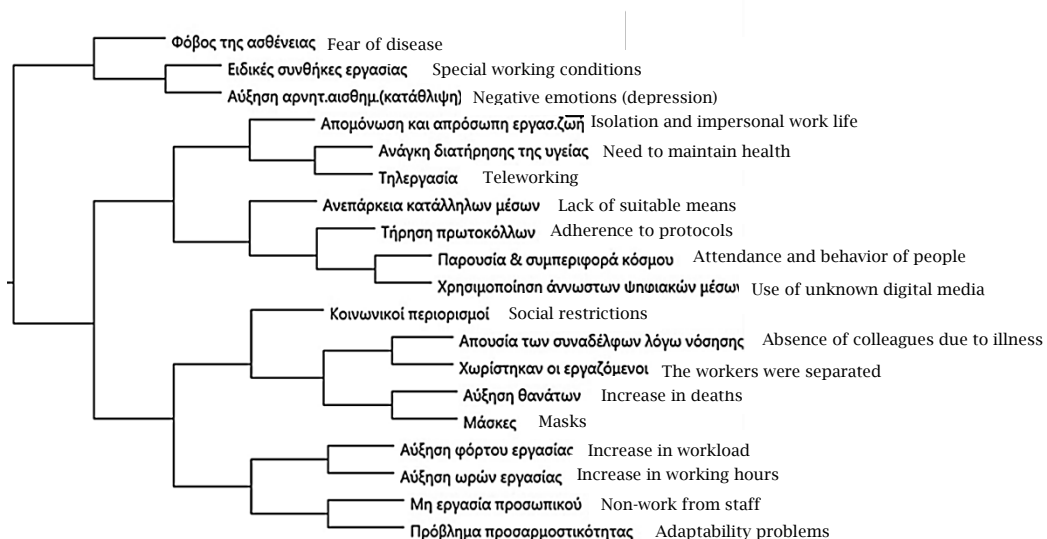 Φόβος της ασθένειας Fear of disease
Ειδικές συνθήκες εργασίας Special working conditions
Αύξηση αρνητ.αισθημ.(κατάθλιψη) Negative emotions (depression)
Απομόνωση και απρόσωπη εργασ.ζωή Isolation and impersonal work life
Ανάγκη διατήρησης της υγείας Need to maintain health
Τηλεργασία Teleworking
Ανεπάρκεια κατάλληλων μέσων Lack of suitable means
Τήρηση πρωτοκόλλων Adherence to protocols
Παρουσία & συμπεριφορά κόσμου Attendance and behavior of people
Χρησιμοποίηση άννωστων ψηφιακών μέσων Use of unknown digital media
Κοινωνικοί περιορισμοί Social restrictions
Απουσία των συναδέλφων λόγω νόσησης Absence of colleagues due to illness
Χωρίστηκαν οι εργαζόμενοι The workers were separated
Αύξηση θανάτων Increase in deaths
Μάσκες Masks
Αύξηση φόρτου εργασίας Increase in workload
Αύξηση ωρών εργασίας Increase in working hours
Μη εργασία προσωπικού Non-work from staff
Πρόβλημα προσαρμοστικότητας Adaptability problems